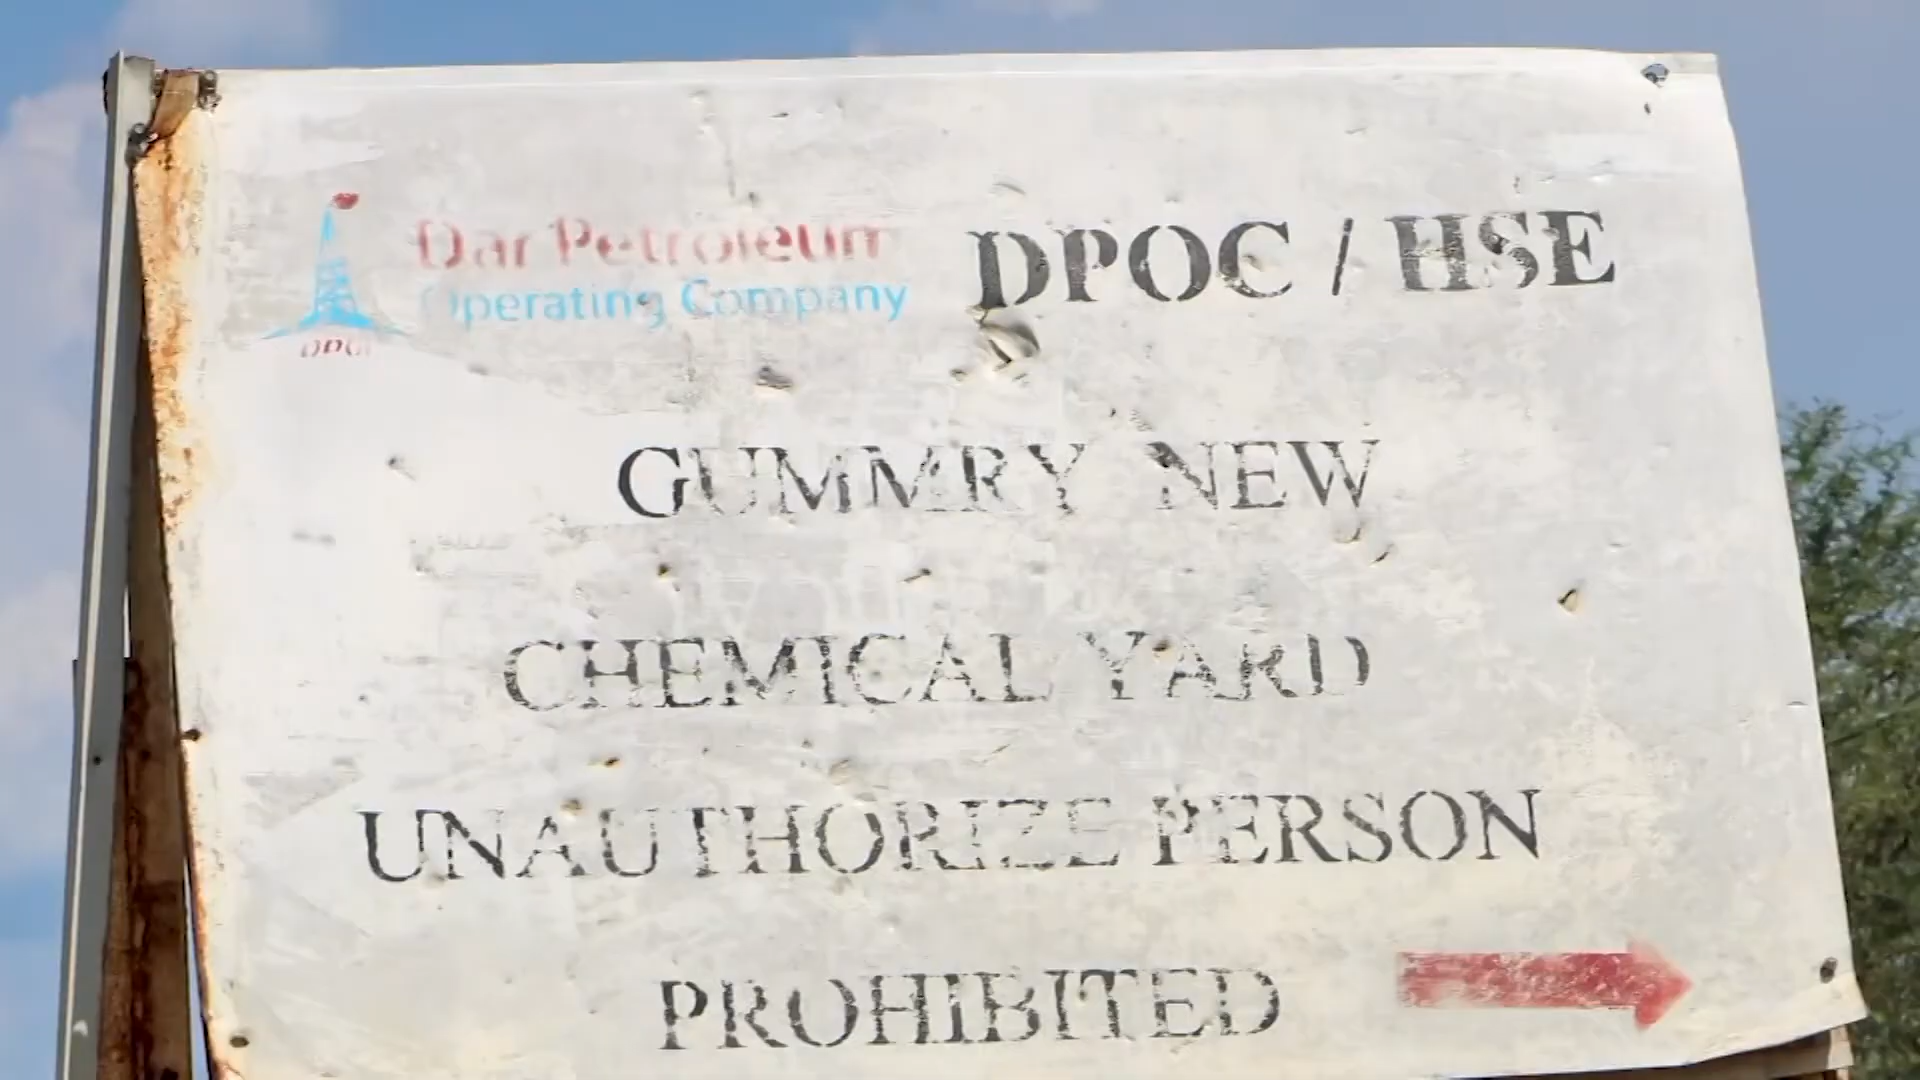 Dar Petroleum
Operating Company
DPOC
DPOC / HSE
GUMMRY NEW
CHEMICAL YARD
UNAUTHORIZE PERSON
PROHIBITED